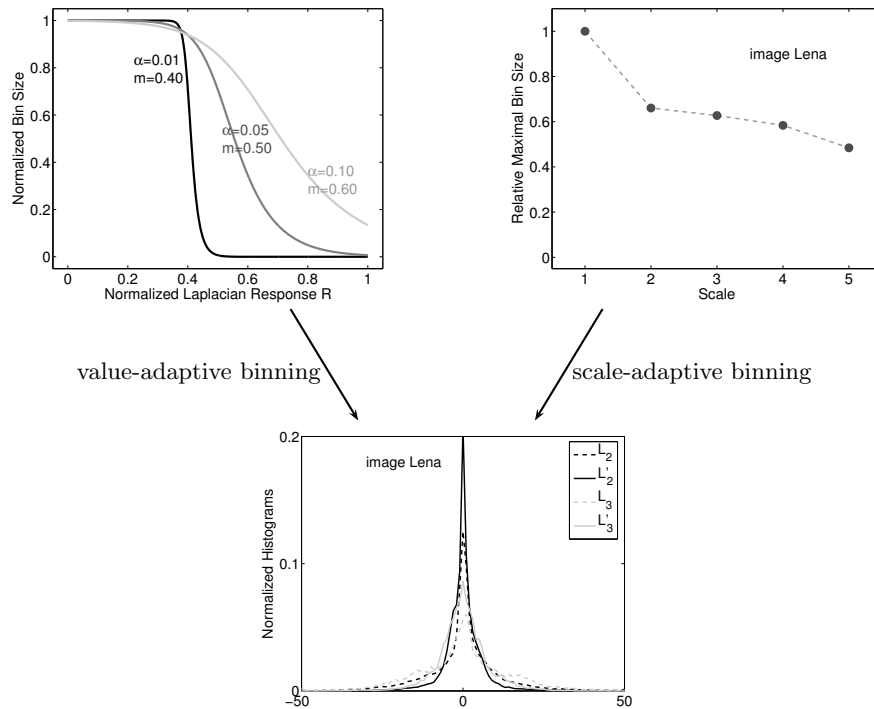 1
0.8
0.6
0.4
0.2
0
0
0.2
0.4
0.6
0.8
1
Normalized Bin Size
Normalized Laplacian Response R
α=0.01
m=0.40
α=0.05
m=0.50
α=0.10
m=0.60
1
0.8
0.6
0.4
0.2
0
1
2
3
4
5
Relative Maximal Bin Size
Scale
image Lena
value-adaptive binning
scale-adaptive binning
0.2
0.1
0
−50
0
50
Normalized Histograms
image Lena
L2
L'2
L3
L'3